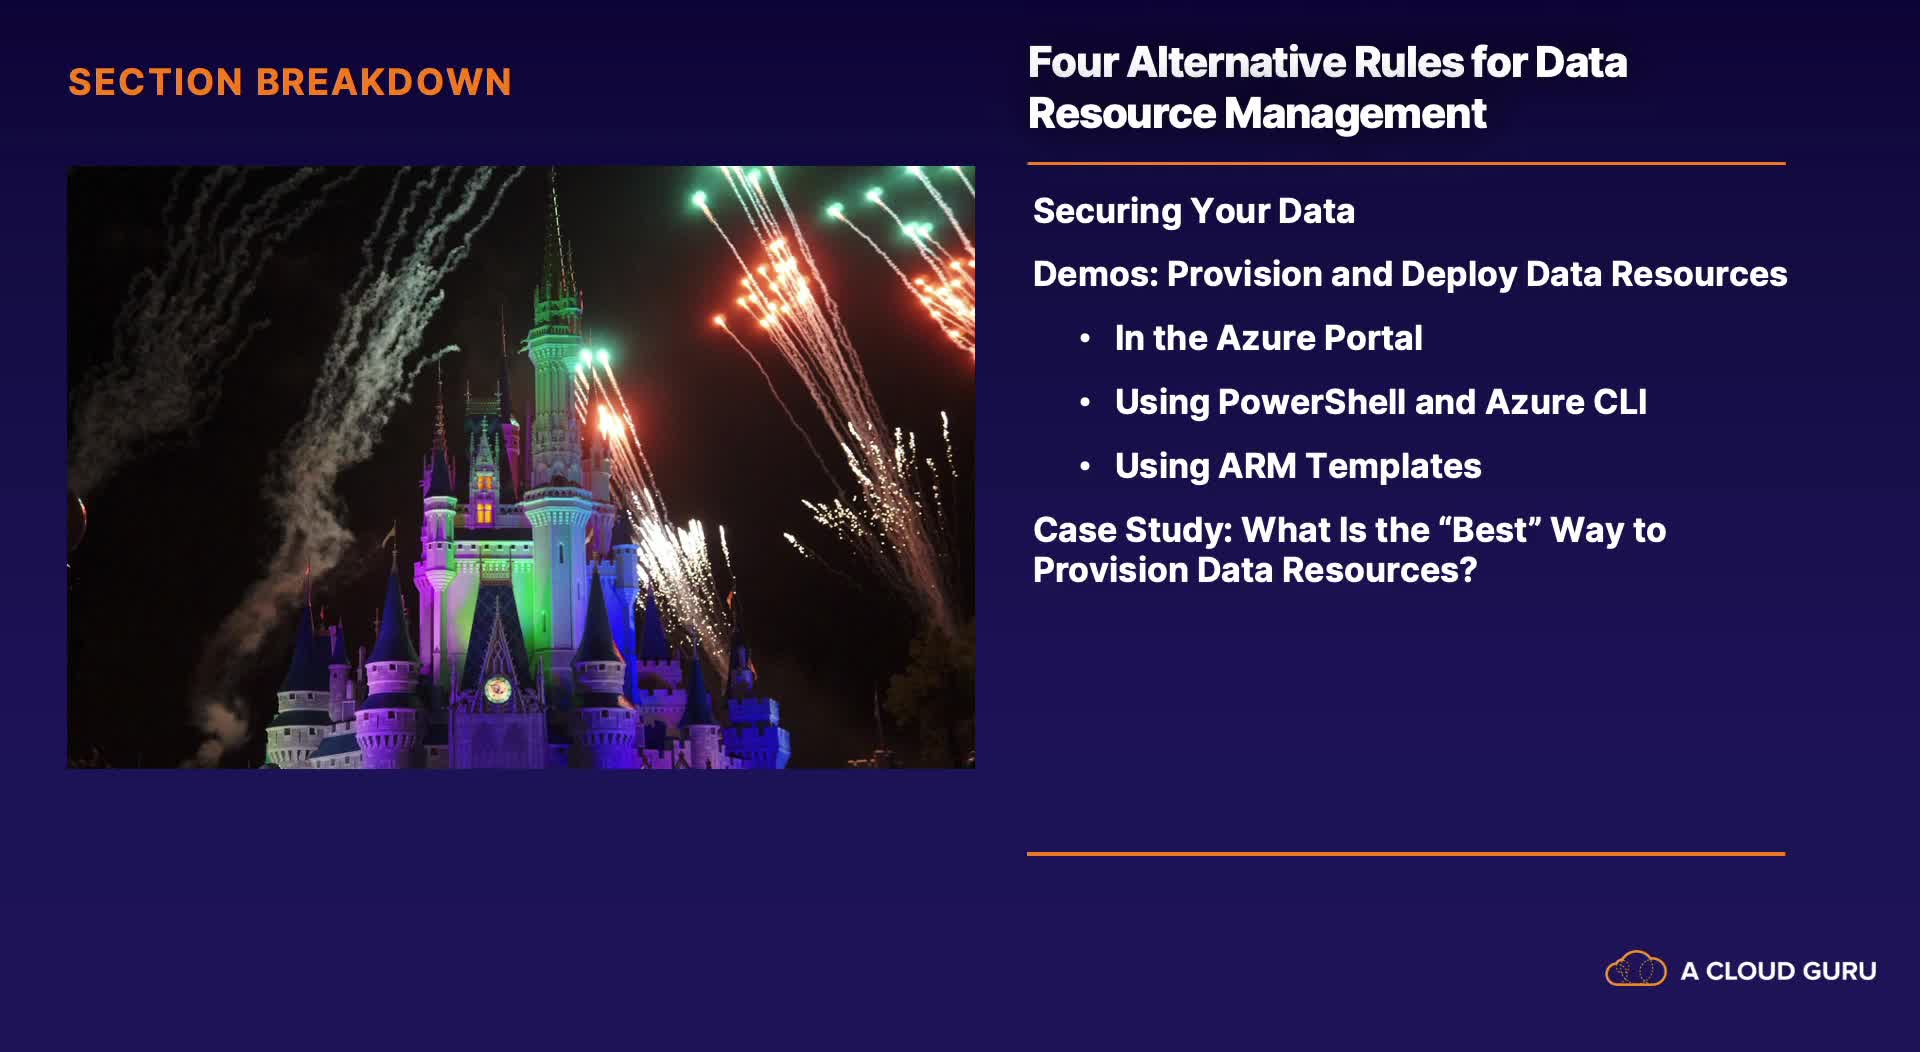 SECTION BREAKDOWN
Four Alternative Rules for Data
Resource Management
Securing Your Data
Demos: Provision and Deploy Data Resources
• In the Azure Portal
• Using PowerShell and Azure CLI
• Using ARM Templates
Case Study: What Is the “Best” Way to
Provision Data Resources?
A CLOUD GURU